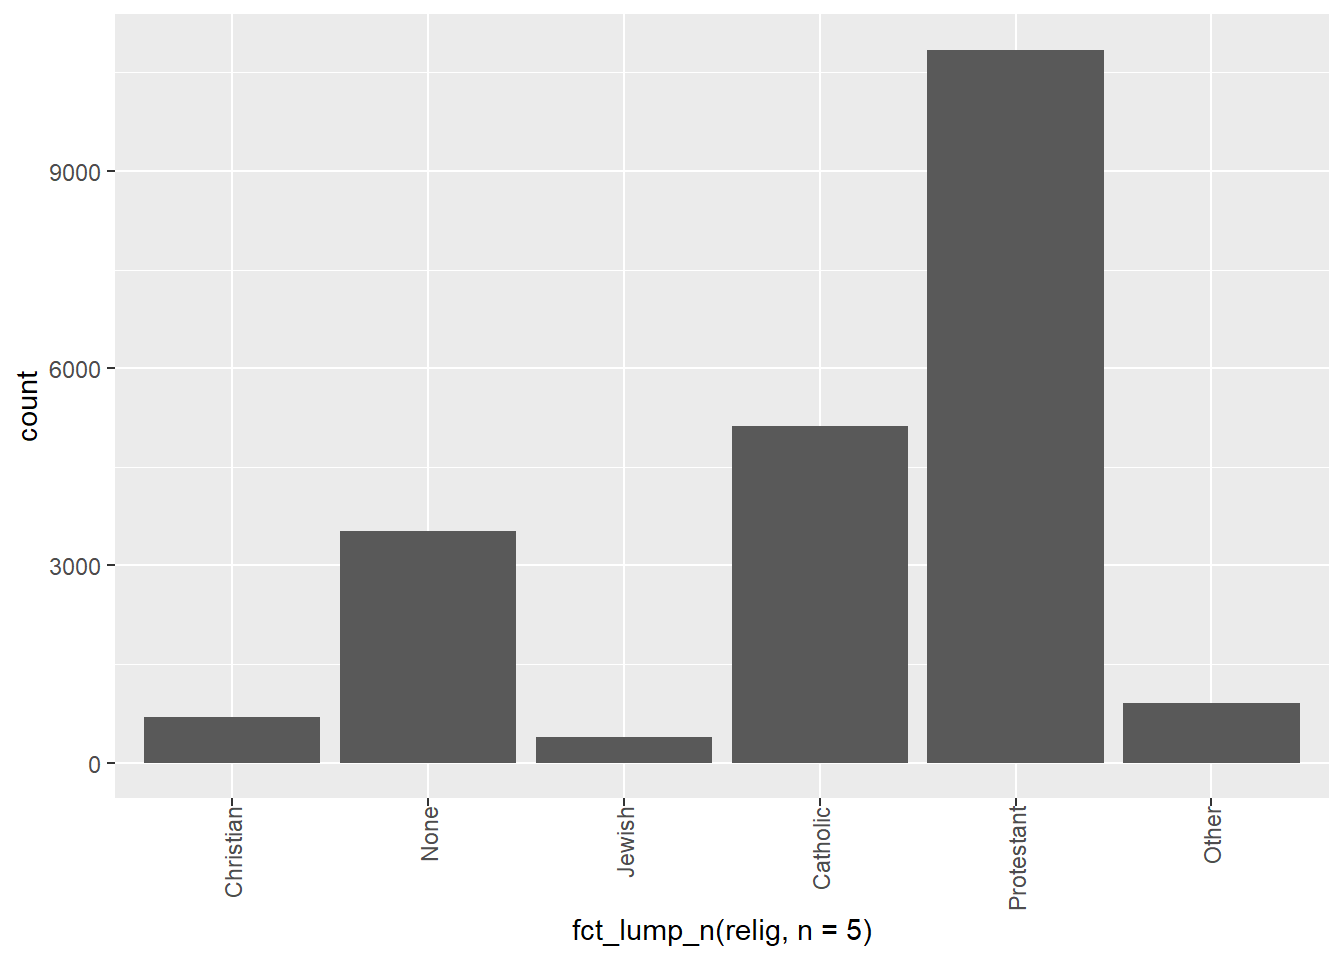 count
9000
6000
3000
0
Christian
None
Jewish
Catholic
Protestant
Other
fct_lump_n(relig, n = 5)